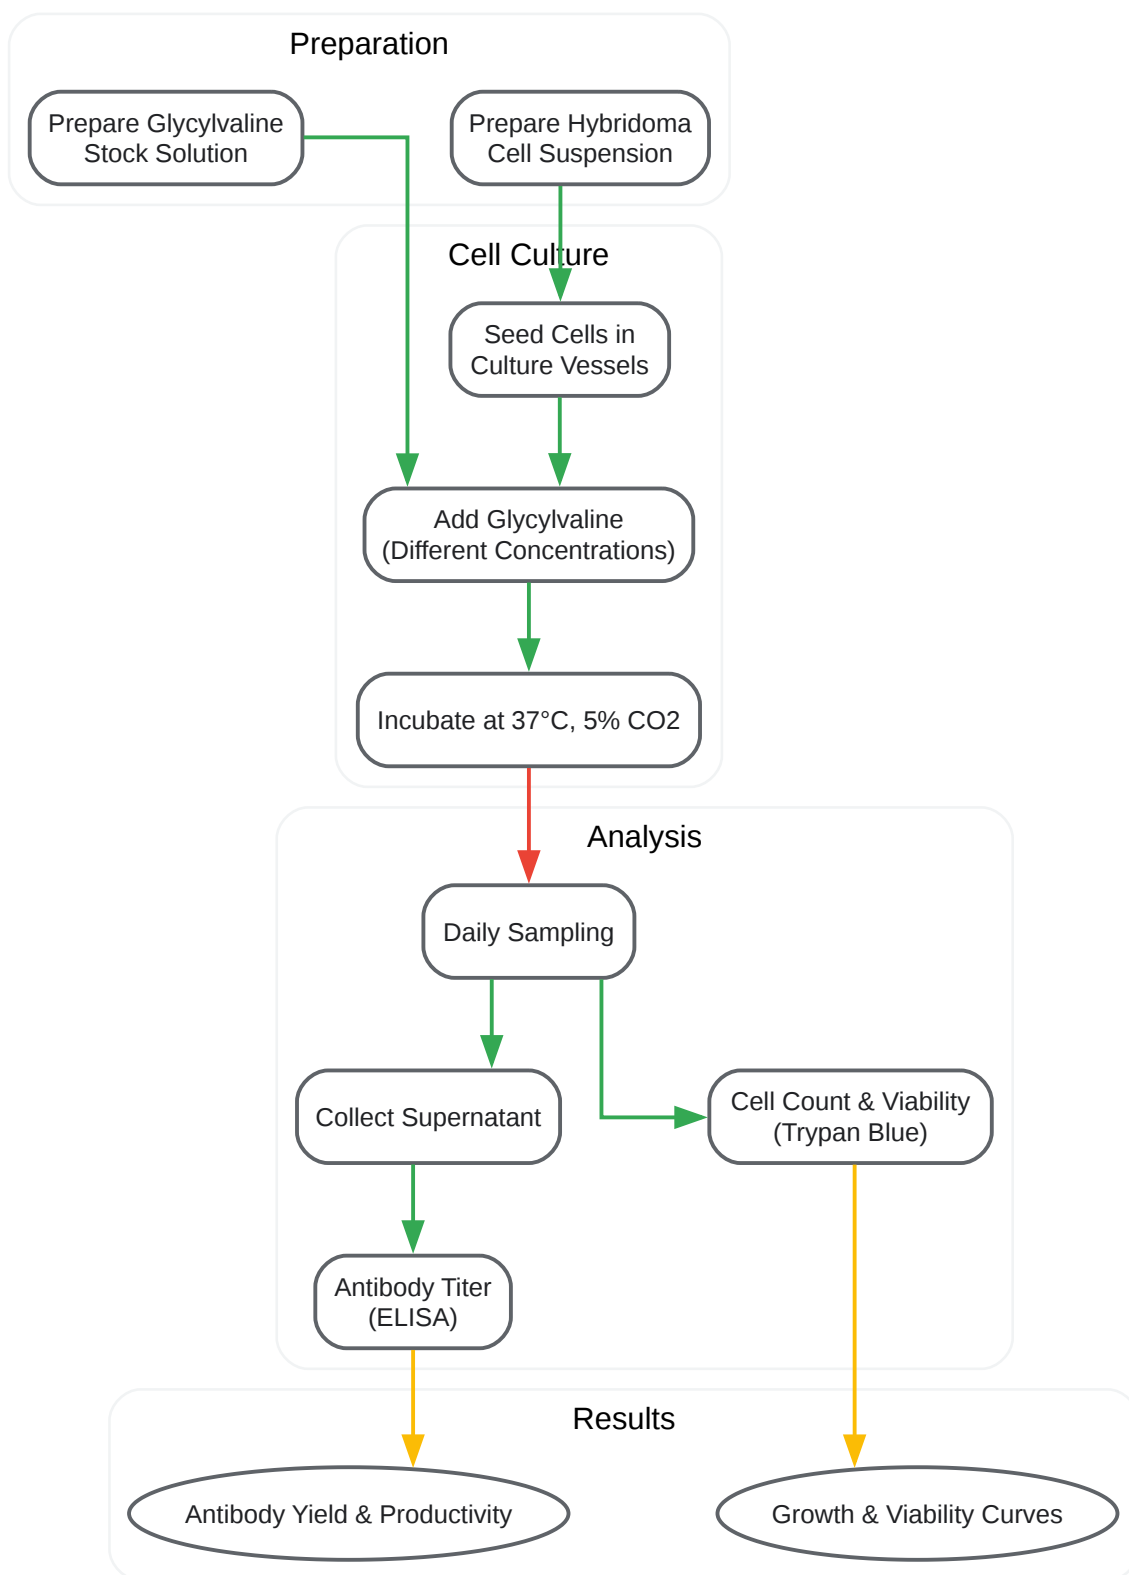 Preparation
Prepare Glycylvaline
Stock Solution
Prepare Hybridoma
Cell Suspension
Cell Culture
Seed Cells in
Culture Vessels
Add Glycylvaline
(Different Concentrations)
Incubate at 37°C, 5% CO2
Analysis
Daily Sampling
Collect Supernatant
Cell Count & Viability
(Trypan Blue)
Antibody Titer
(ELISA)
Results
Antibody Yield & Productivity
Growth & Viability Curves